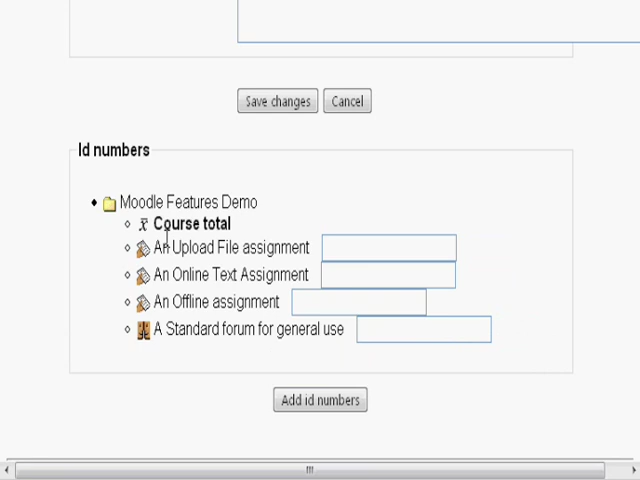 Save changes Cancel
Id numbers
Moodle Features Demo
x̄ Course total
An Upload File assignment
An Online Text Assignment
An Offline assignment
A Standard forum for general use
Add id numbers